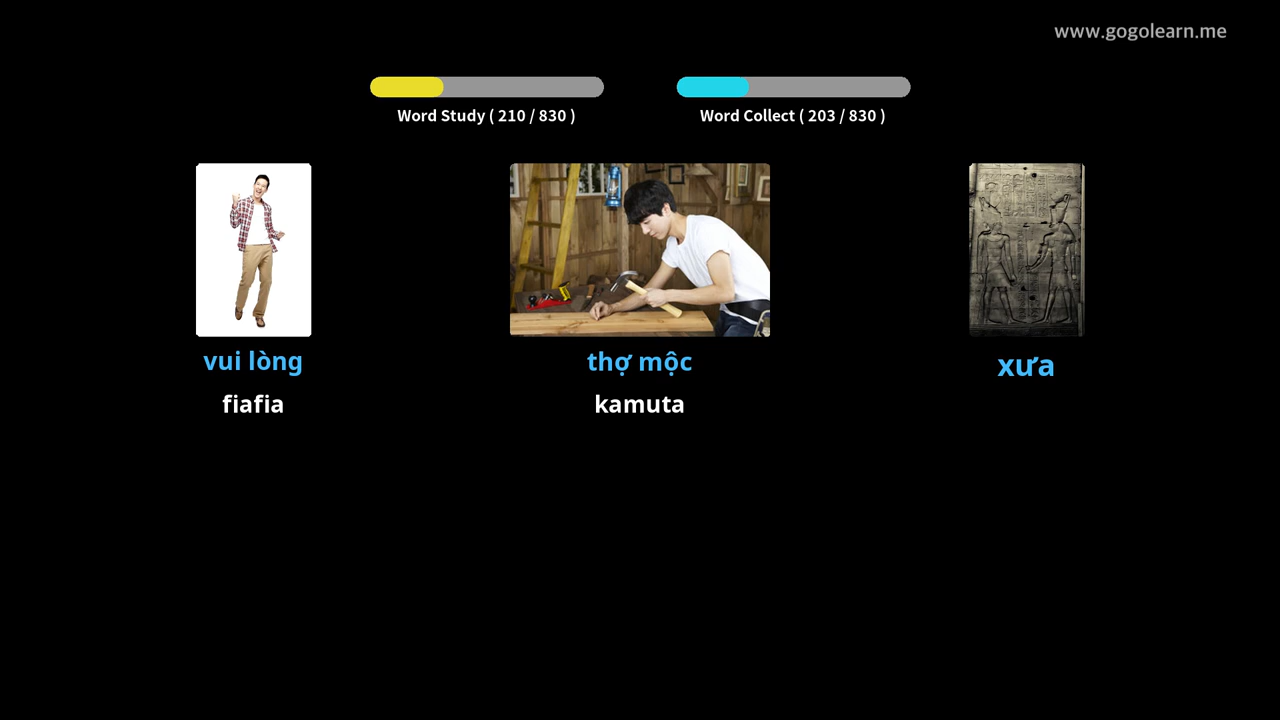 www.gogolearn.me
Word Study ( 210 / 830 )
Word Collect ( 203 / 830 )
vui lòng
fiafia
thợ mộc
kamuta
xưa